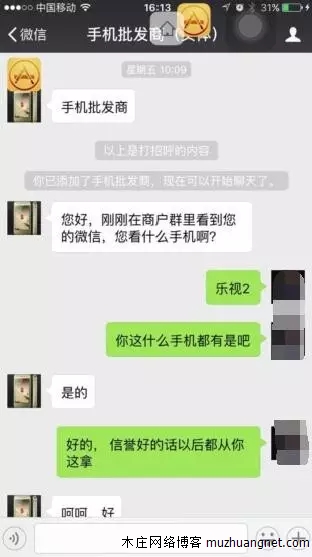 中国移动
16:13
微信
手机批发商
星期五 10:09
手机批发商
以上是打招呼的内容
你已添加了手机批发商，现在可以开始聊天了。
您好，刚刚在商户群里看到您
的微信，您看什么手机啊？
乐视2
你这什么手机都有是吧
是的
好的， 信誉好的话以后都从你
这拿
呵呵，好
木庄网络博客 muzhuangnet.com